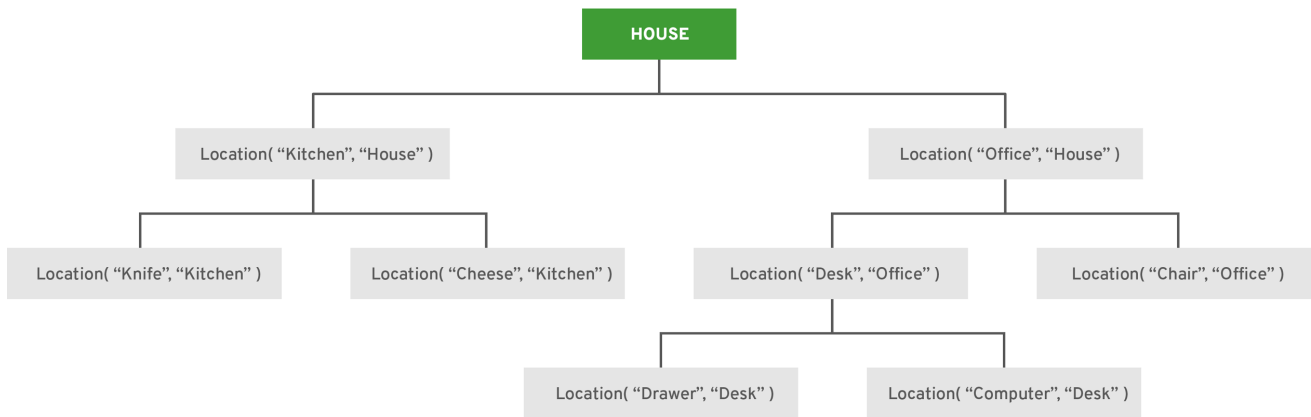 HOUSE
Location( “Kitchen”, “House” )
Location( “Office”, “House” )
Location( “Knife”, “Kitchen” )
Location( “Cheese”, “Kitchen” )
Location( “Desk”, “Office” )
Location( “Chair”, “Office” )
Location( “Drawer”, “Desk” )
Location( “Computer”, “Desk” )